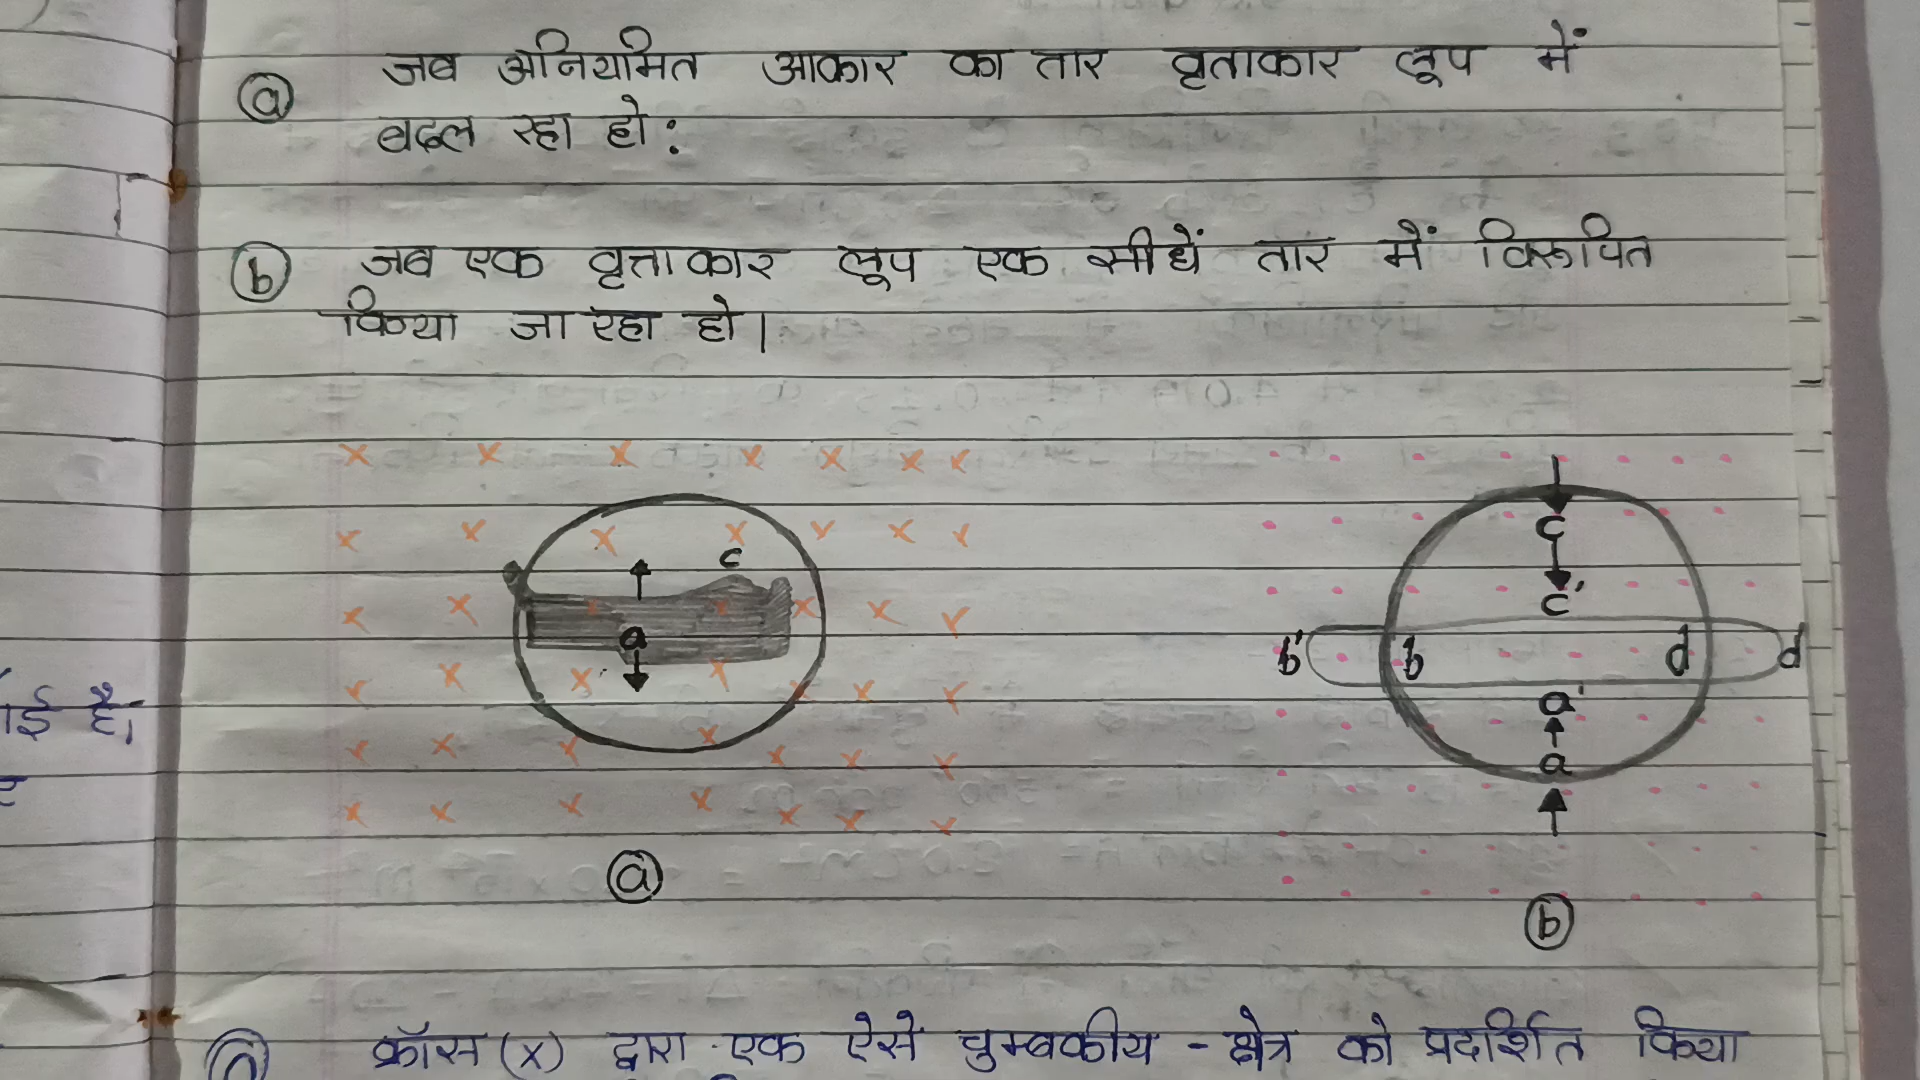 ⓐ जब अनियमित आकार का तार वृताकार लूप में
बदल रहा हो :
ⓑ जब एक वृत्ताकार लूप एक सीधें तार में विरूपित
किया जा रहा हो।
c
a
ⓐ
c
c'
b' b d d
a'
a
ⓑ
ाई है।
क्रॉस (x) द्वारा एक ऐसे चुम्बकीय - क्षेत्र को प्रदर्शित किया